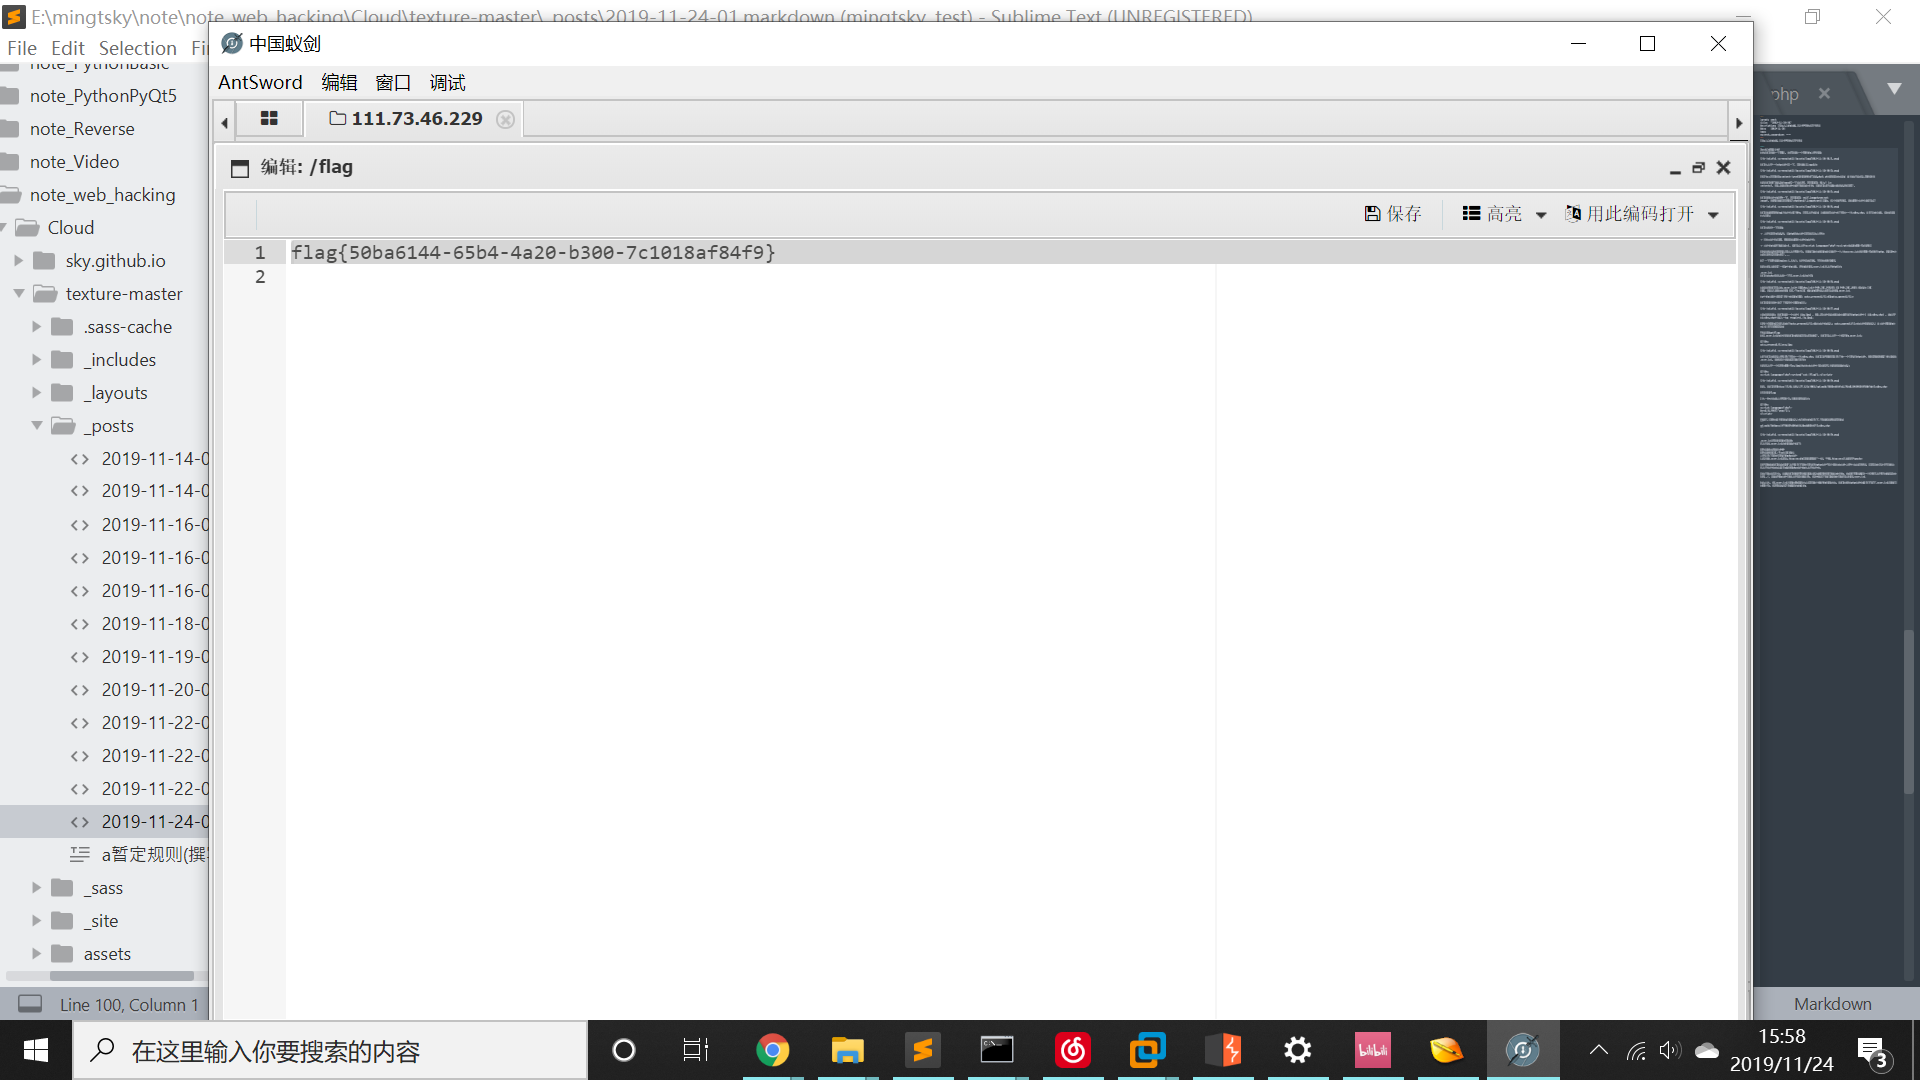 E:\mingtsky\note\note_web_hacking\Cloud\texture-master\_posts\2019-11-24-01.markdown (mingtsky_test) - Sublime Text (UNREGISTERED)
File Edit Selection Fi
note_PythonBasic
note_PythonPyQt5
note_Reverse
note_Video
note_web_hacking
Cloud
sky.github.io
texture-master
.sass-cache
_includes
_layouts
_posts
2019-11-14-0
2019-11-14-0
2019-11-16-0
2019-11-16-0
2019-11-16-0
2019-11-18-0
2019-11-19-0
2019-11-20-0
2019-11-22-0
2019-11-22-0
2019-11-22-0
2019-11-24-0
a暂定规则(撰
_sass
_site
assets
Line 100, Column 1
中国蚁剑
AntSword 编辑 窗口 调试
111.73.46.229
编辑: /flag
保存 高亮 用此编码打开
1 flag{50ba6144-65b4-4a20-b300-7c1018af84f9}
2
php
Markdown
在这里输入你要搜索的内容
bilibili
15:58
2019/11/24
3